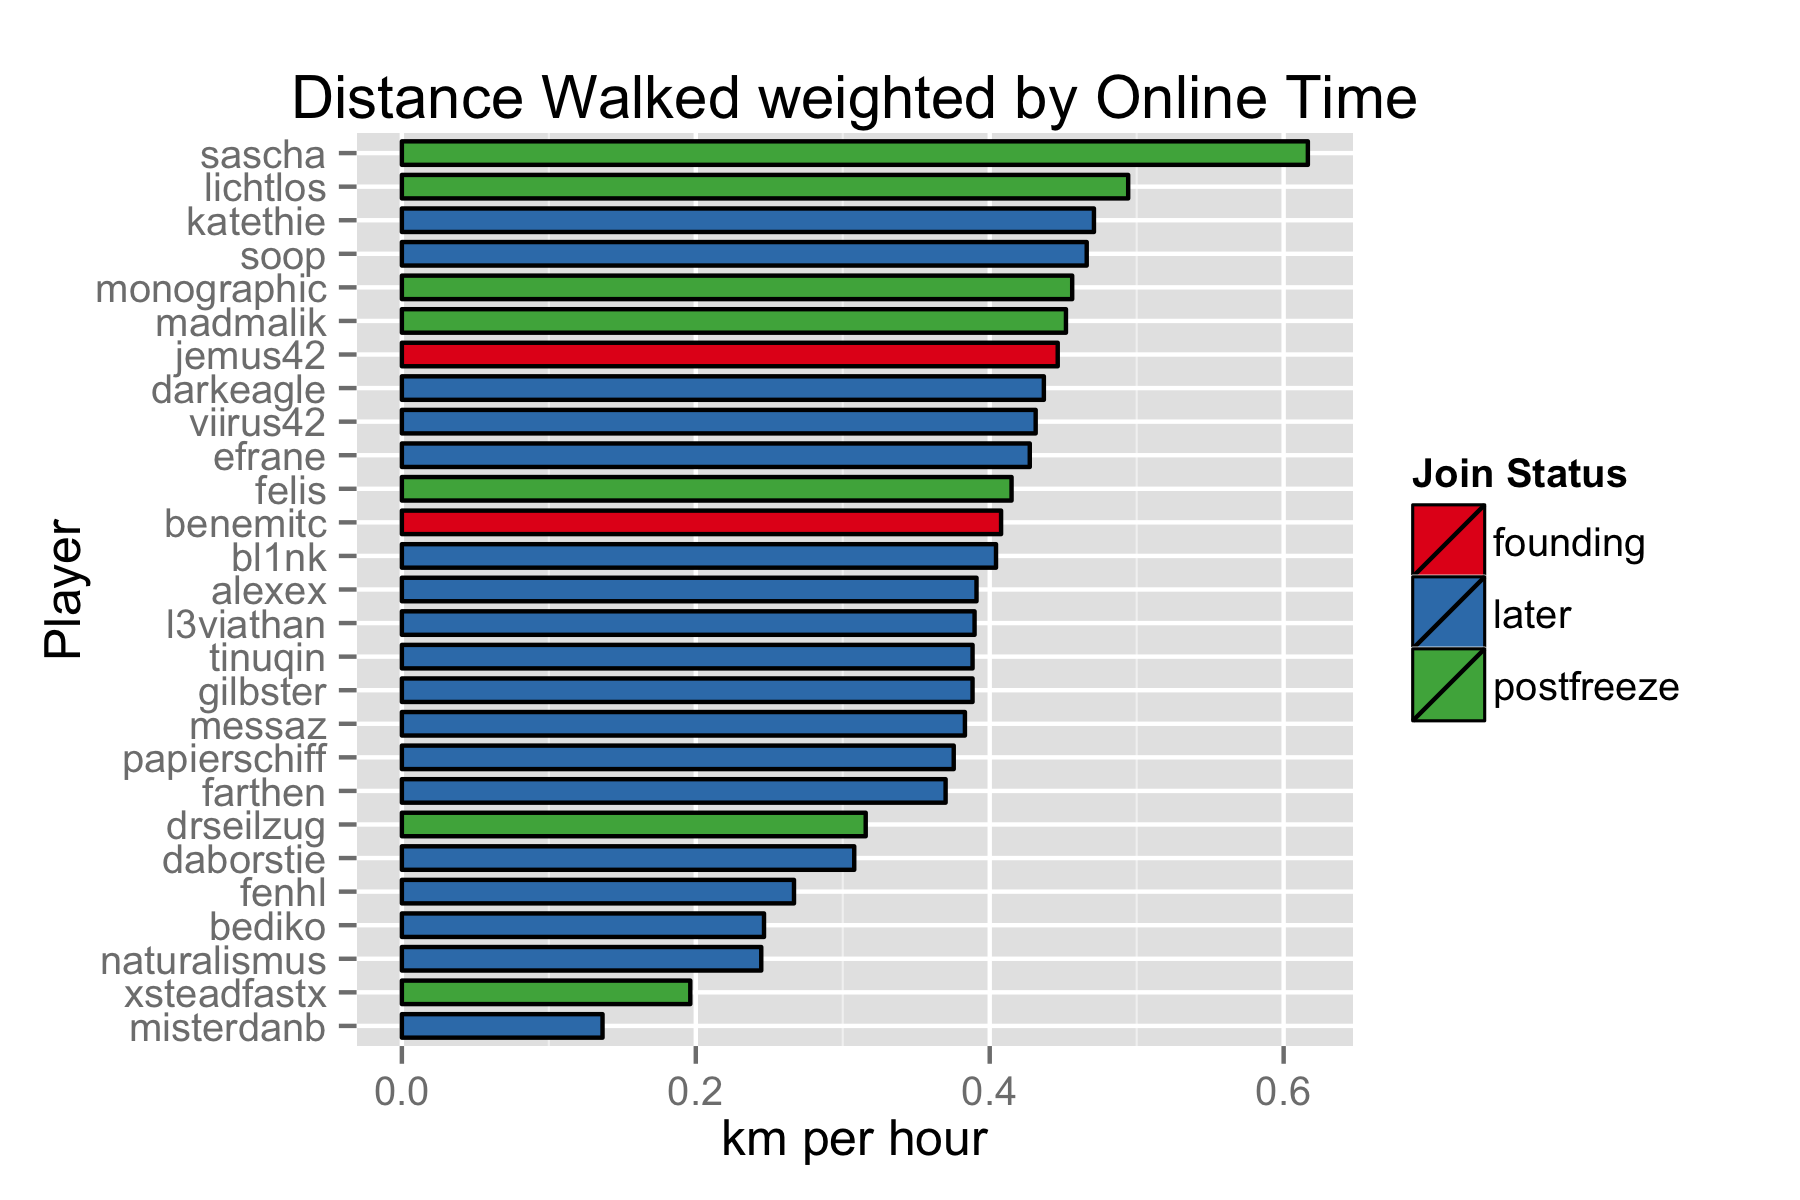 Distance Walked weighted by Online Time
sascha
lichtlos
katethie
soop
monographic
madmalik
jemus42
darkeagle
viirus42
efrane
felis
benemitc
bl1nk
alexex
l3viathan
tinuqin
gilbster
messaz
papierschiff
farthen
drseilzug
daborstie
fenhl
bediko
naturalismus
xsteadfastx
misterdanb
Player
0.0 0.2 0.4 0.6
km per hour
Join Status
founding
later
postfreeze